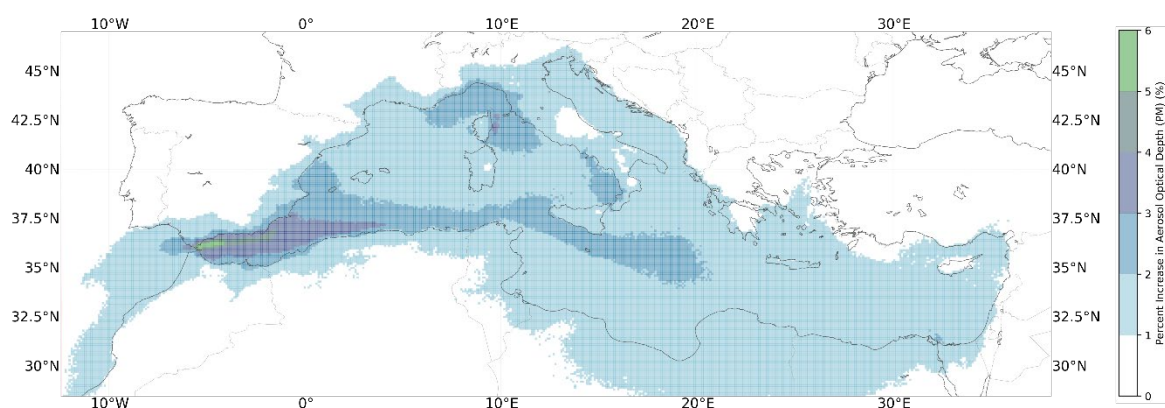 10°W 0° 10°E 20°E 30°E
45°N 45°N
42.5°N 42.5°N
40°N 40°N
37.5°N 37.5°N
35°N 35°N
32.5°N 32.5°N
30°N 30°N
10°W 0° 10°E 20°E 30°E
6
5
4
3
2
1
0
Percent Increase in Aerosol Optical Depth (PM) (%)